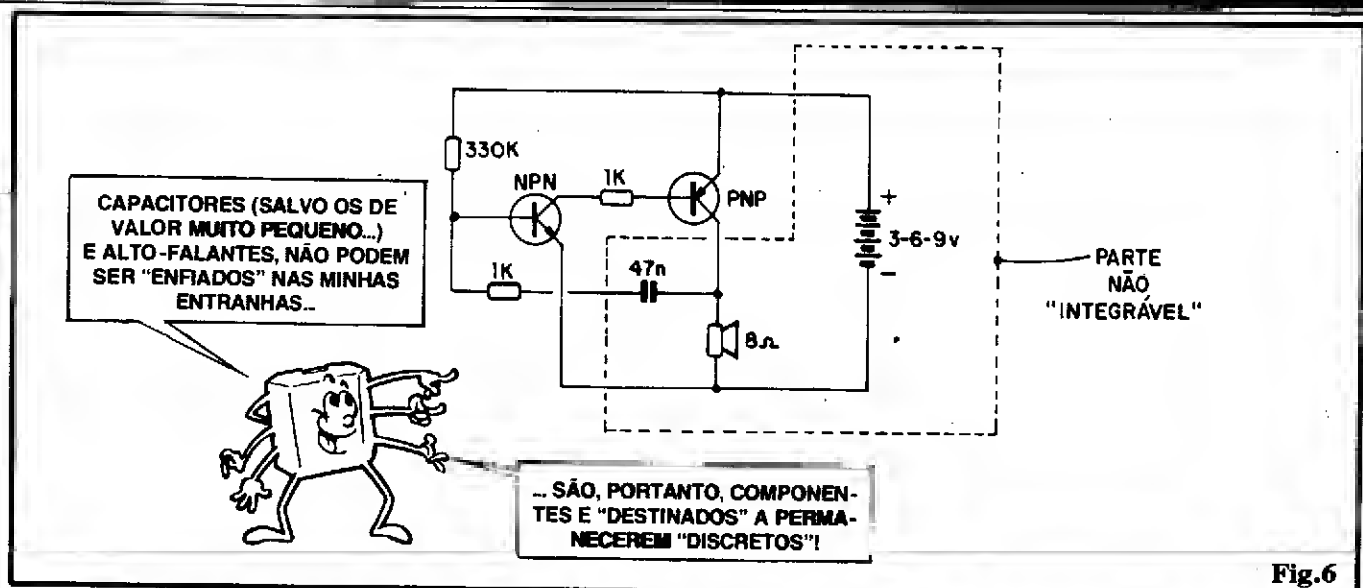 CAPACITORES (SALVO OS DE
VALOR MUITO PEQUENO...)
E ALTO-FALANTES, NÃO PODEM
SER "ENFIADOS" NAS MINHAS
ENTRANHAS...
330K
NPN
1K
PNP
1K
47n
8Ω
+
3-6-9v
−
PARTE
NÃO
"INTEGRÁVEL"
... SÃO, PORTANTO, COMPONEN-
TES E "DESTINADOS" A PERMA-
NECEREM "DISCRETOS"!
Fig.6